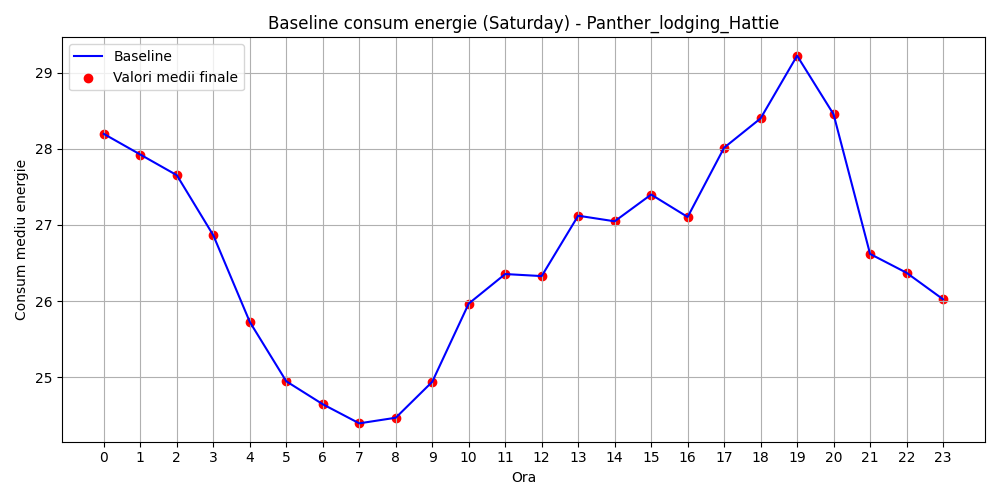 Baseline consum energie (Saturday) - Panther_lodging_Hattie
Baseline
Valori medii finale
Consum mediu energie
29
28
27
26
25
0 1 2 3 4 5 6 7 8 9 10 11 12 13 14 15 16 17 18 19 20 21 22 23
Ora